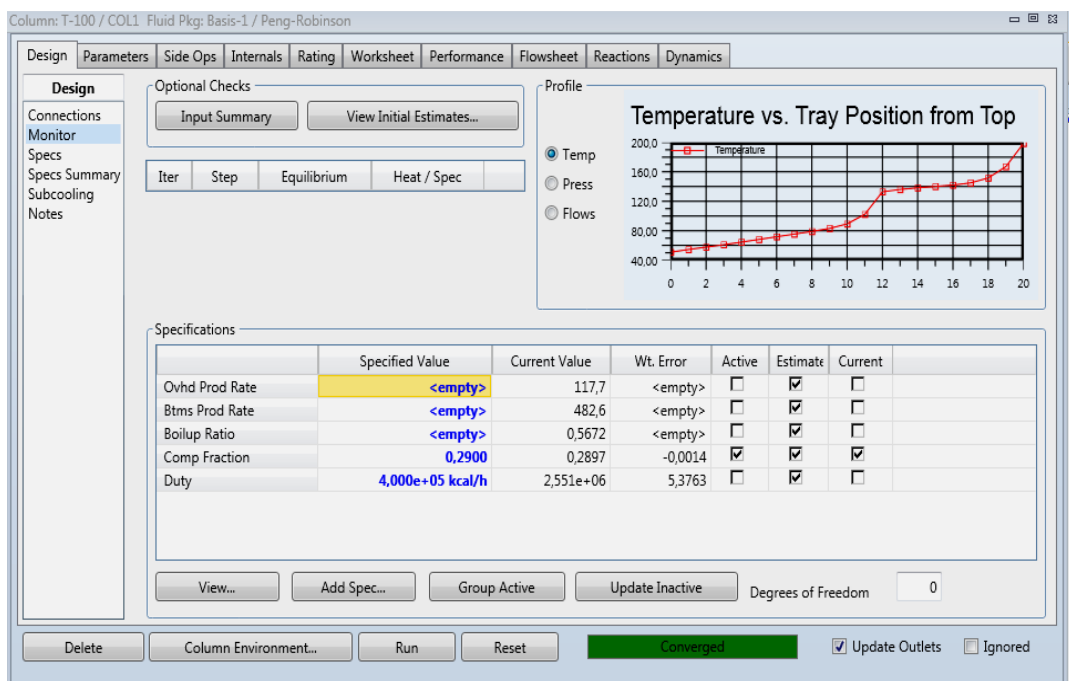 Column: T-100 / COL1 Fluid Pkg: Basis-1 / Peng-Robinson
Design Parameters Side Ops Internals Rating Worksheet Performance Flowsheet Reactions Dynamics
Design
Connections
Monitor
Specs
Specs Summary
Subcooling
Notes
Optional Checks
Input Summary View Initial Estimates...
Iter Step Equilibrium Heat / Spec
Profile
Temp
Press
Flows
Temperature vs. Tray Position from Top
Temperature
200,0
160,0
120,0
80,00
40,00
0 2 4 6 8 10 12 14 16 18 20
Specifications
Specified Value Current Value Wt. Error Active Estimate Current
Ovhd Prod Rate <empty> 117,7 <empty>
Btms Prod Rate <empty> 482,6 <empty>
Boilup Ratio <empty> 0,5672 <empty>
Comp Fraction 0,2900 0,2897 -0,0014
Duty 4,000e+05 kcal/h 2,551e+06 5,3763
View... Add Spec... Group Active Update Inactive Degrees of Freedom 0
Delete Column Environment... Run Reset Converged Update Outlets Ignored